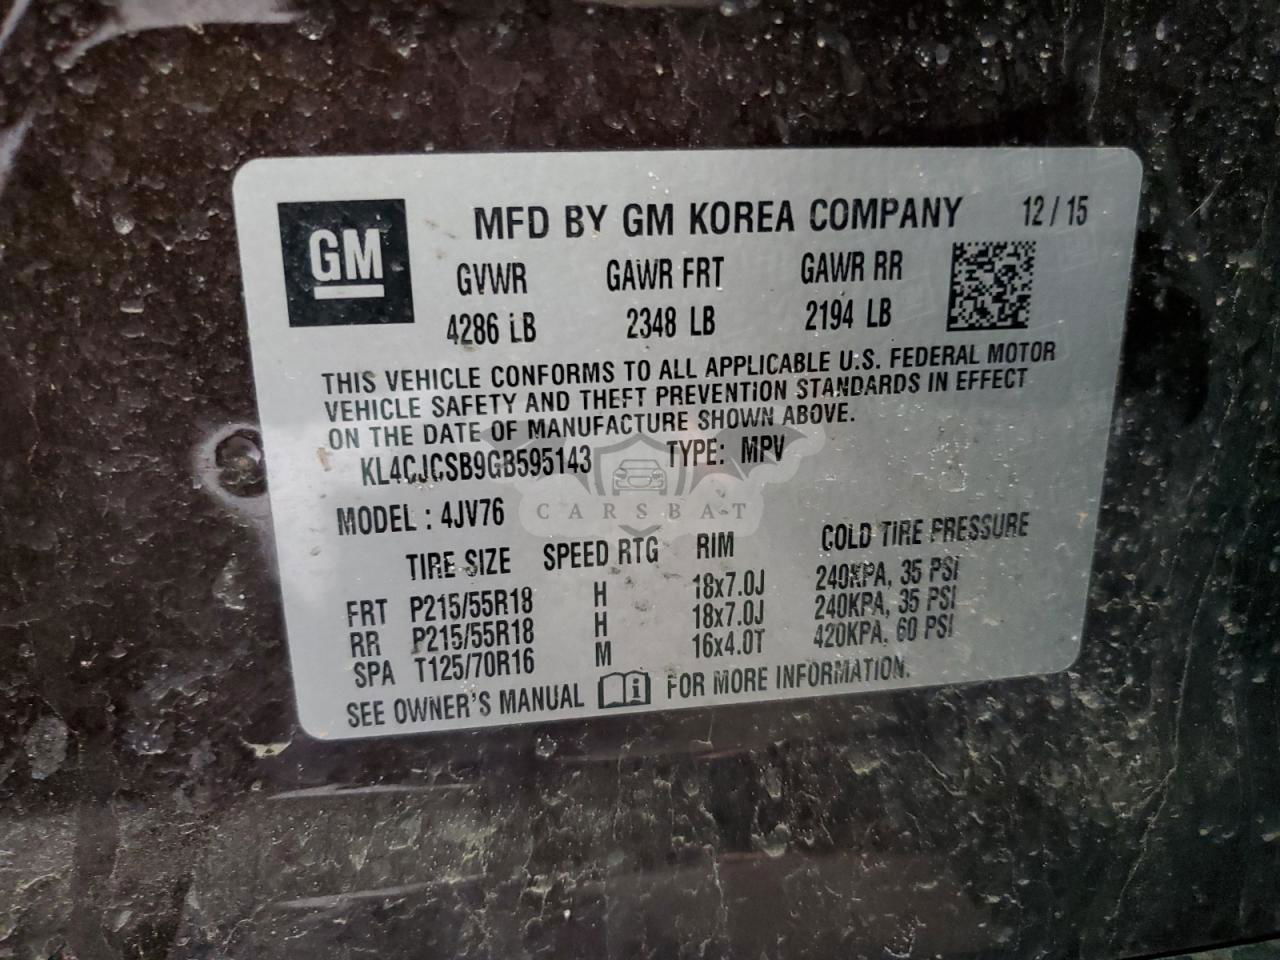 GM
MFD BY GM KOREA COMPANY 12/15
GVWR GAWR FRT GAWR RR
4286 LB 2348 LB 2194 LB
THIS VEHICLE CONFORMS TO ALL APPLICABLE U.S. FEDERAL MOTOR
VEHICLE SAFETY AND THEFT PREVENTION STANDARDS IN EFFECT
ON THE DATE OF MANUFACTURE SHOWN ABOVE.
KL4CJCSB9GB595143 TYPE: MPV
CARSBAT
MODEL : 4JV76
TIRE SIZE SPEED RTG RIM COLD TIRE PRESSURE
FRT P215/55R18 H 18x7.0J 240KPA, 35 PSI
RR P215/55R18 H 18x7.0J 240KPA, 35 PSI
SPA T125/70R16 M 16x4.0T 420KPA, 60 PSI
SEE OWNER'S MANUAL i FOR MORE INFORMATION.